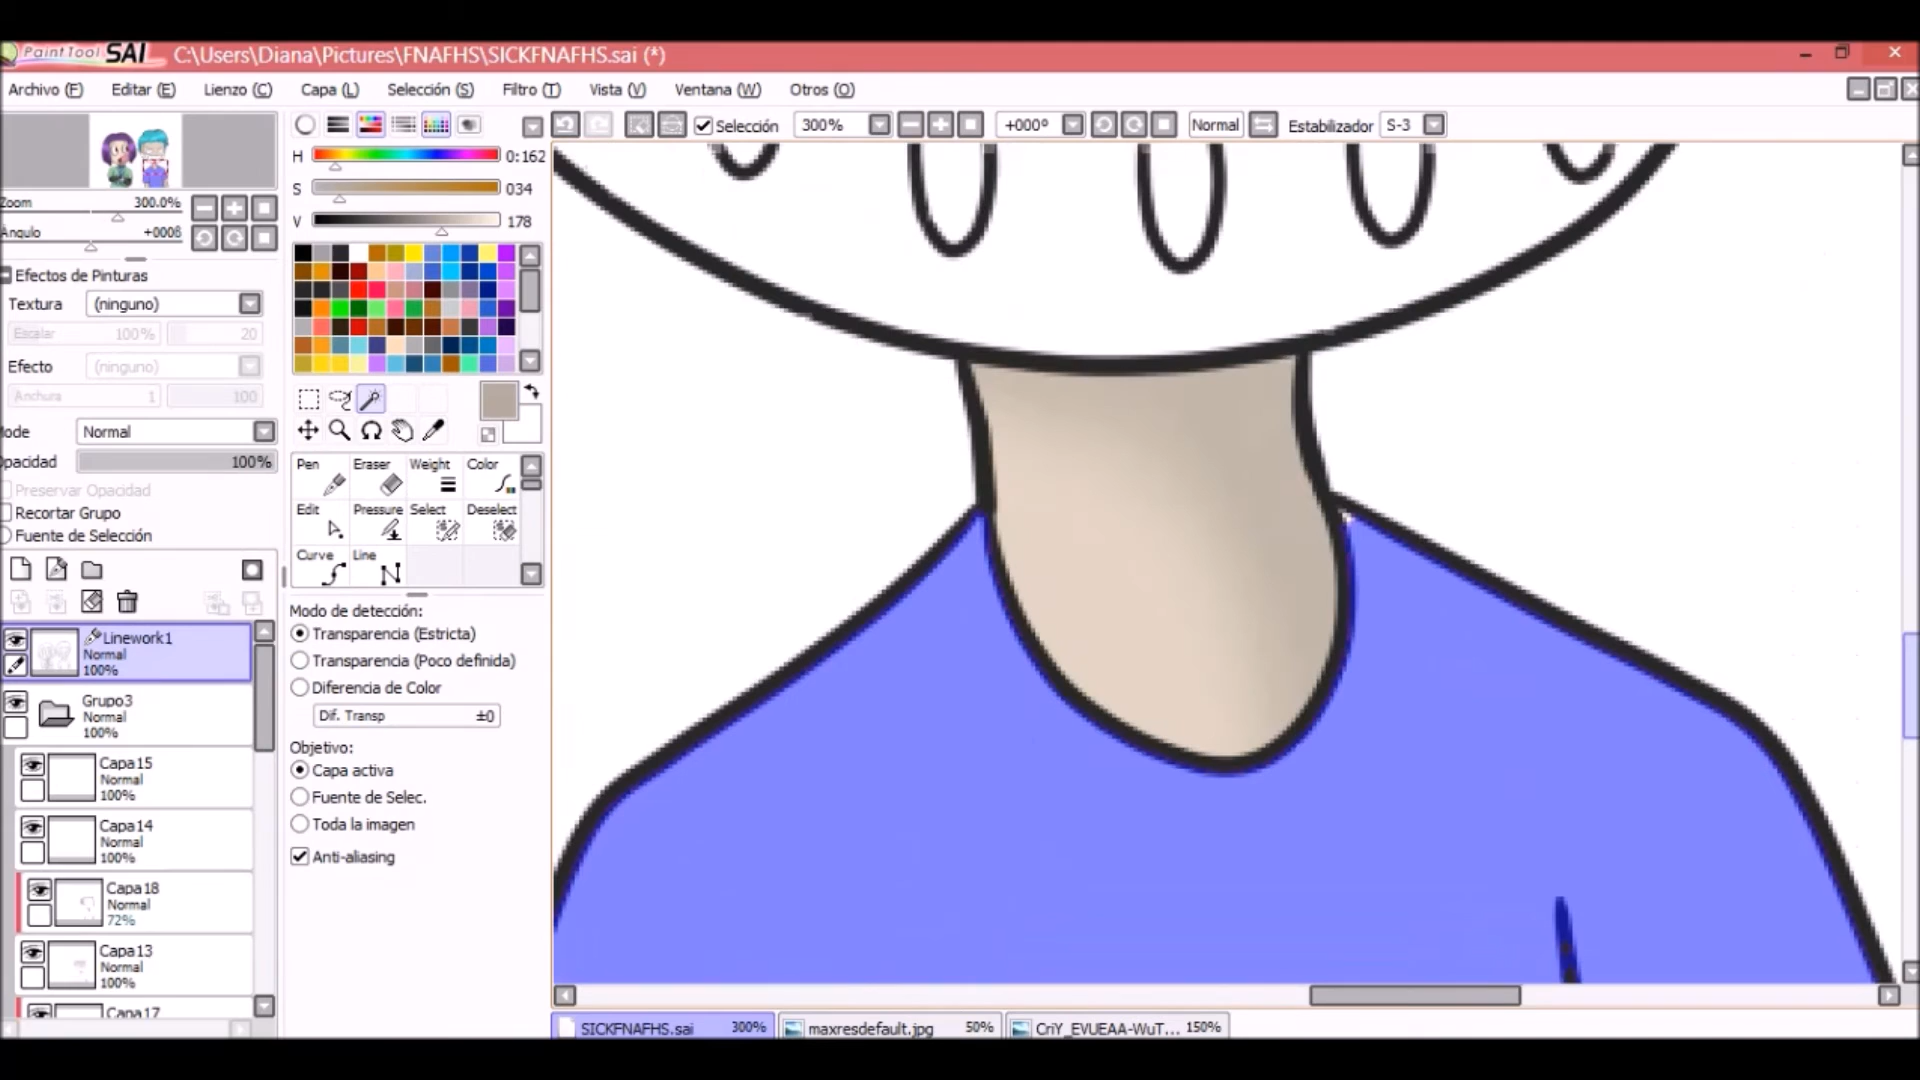 PaintTool SAI C:\Users\Diana\Pictures\FNAFHS\SICKFNAFHS.sai (*)
Archivo (F) Editar (E) Lienzo (C) Capa (L) Selección (S) Filtro (T) Vista (V) Ventana (W) Otros (O)
Selección 300% +000º Normal Estabilizador S-3
H 0:162
S 034
V 178
Zoom 300.0%
Angulo +000ß
Efectos de Pinturas
Textura (ninguno)
Escalar 100% 20
Efecto (ninguno)
Anchura 1 100
Mode Normal
Opacidad 100%
Preservar Opacidad
Recortar Grupo
Fuente de Selección
Pen Eraser Weight Color
Edit Pressure Select Deselect
Curve Line
Modo de detección:
Transparencia (Estricta)
Transparencia (Poco definida)
Diferencia de Color
Dif. Transp ±0
Objetivo:
Capa activa
Fuente de Selec.
Toda la imagen
Anti-aliasing
Linework1
Normal
100%
Grupo3
Normal
100%
Capa15
Normal
100%
Capa14
Normal
100%
Capa18
Normal
72%
Capa13
Normal
100%
Capa17
SICKFNAFHS.sai 300% maxresdefault.jpg 50% CriY_EVUEAA-WuT... 150%